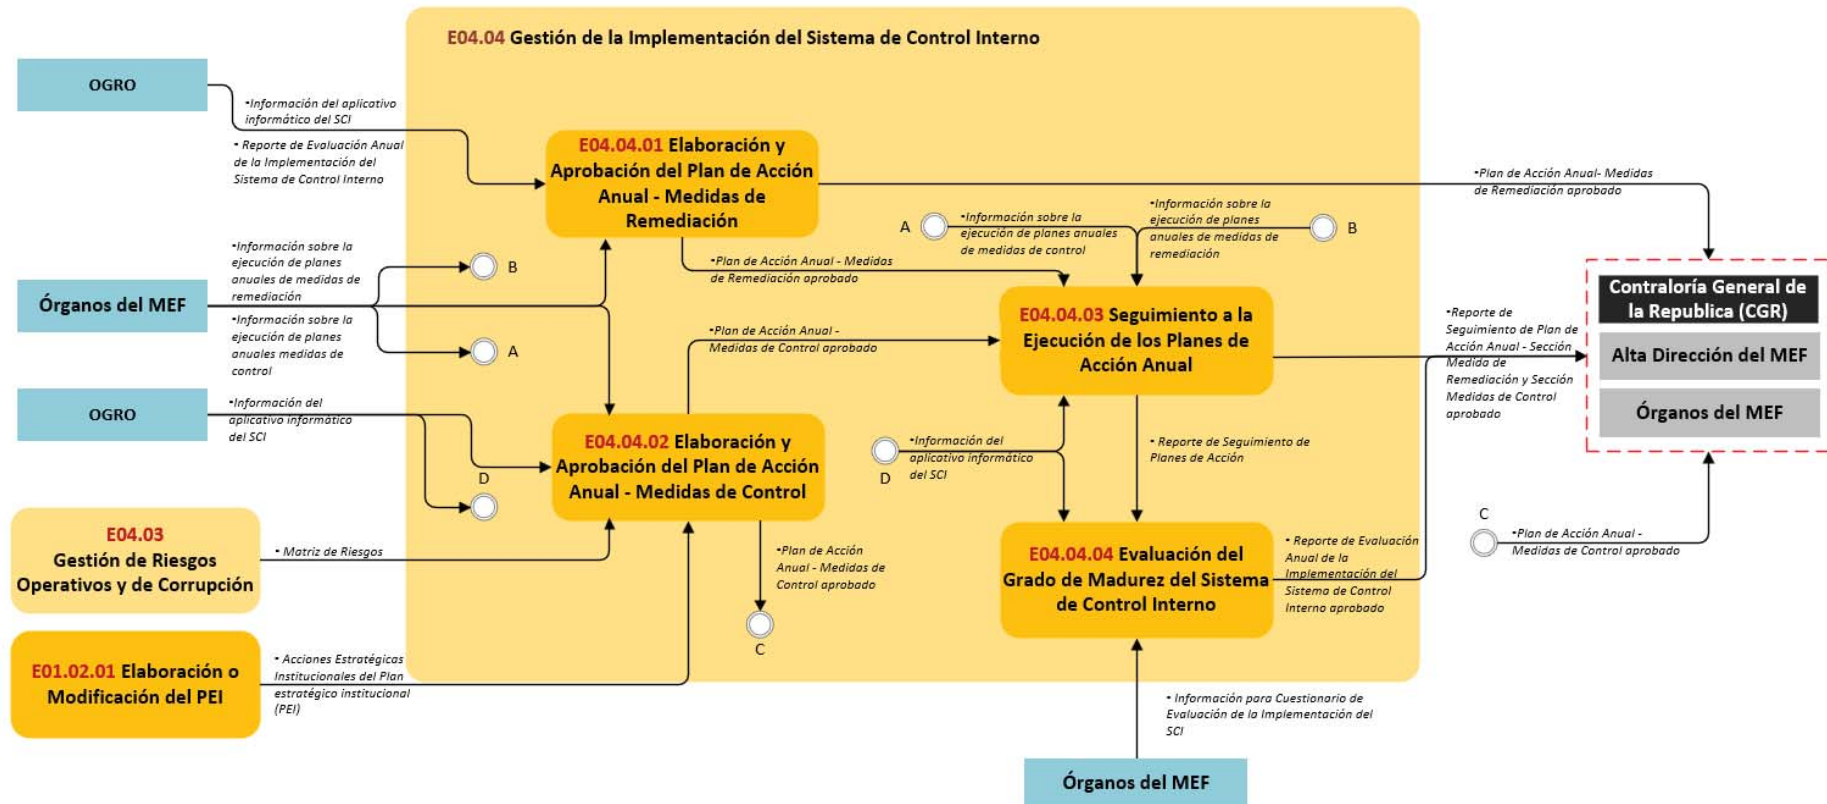 E04.04 Gestión de la Implementación del Sistema de Control Interno
OGRO
•Información del aplicativo
informático del SCI
• Reporte de Evaluación Anual
de la Implementación del
Sistema de Control Interno
E04.04.01 Elaboración y
Aprobación del Plan de Acción
Anual - Medidas de
Remediación
•Plan de Acción Anual- Medidas
de Remediación aprobado
A
•Información sobre la
ejecución de planes anuales
de medidas de control
•Información sobre la
ejecución de planes
anuales de medidas de
remediación
B
•Información sobre la
ejecución de planes
anuales de medidas de
remediación
B
Órganos del MEF
•Información sobre la
ejecución de planes
anuales medidas de
control
A
•Plan de Acción Anual - Medidas
de Remediación aprobado
•Plan de Acción Anual -
Medidas de Control aprobado
E04.04.03 Seguimiento a la
Ejecución de los Planes de
Acción Anual
•Reporte de
Seguimiento de Plan de
Acción Anual - Sección
Medida de
Remediación y Sección
Medidas de Control
aprobado
Contraloría General de
la Republica (CGR)
Alta Dirección del MEF
Órganos del MEF
OGRO
•Información del
aplicativo informático
del SCI
D
E04.04.02 Elaboración y
Aprobación del Plan de Acción
Anual - Medidas de Control
D
•Información del
aplicativo informático
del SCI
• Reporte de Seguimiento de
Planes de Acción
E04.03
Gestión de Riesgos
Operativos y de Corrupción
• Matriz de Riesgos
•Plan de Acción
Anual - Medidas de
Control aprobado
C
E04.04.04 Evaluación del
Grado de Madurez del Sistema
de Control Interno
• Reporte de Evaluación
Anual de la
Implementación del
Sistema de Control
Interno aprobado
C
•Plan de Acción Anual -
Medidas de Control aprobado
E01.02.01 Elaboración o
Modificación del PEI
• Acciones Estratégicas
Institucionales del Plan
estratégico institucional
(PEI)
• Información para Cuestionario de
Evaluación de la Implementación del
SCI
Órganos del MEF